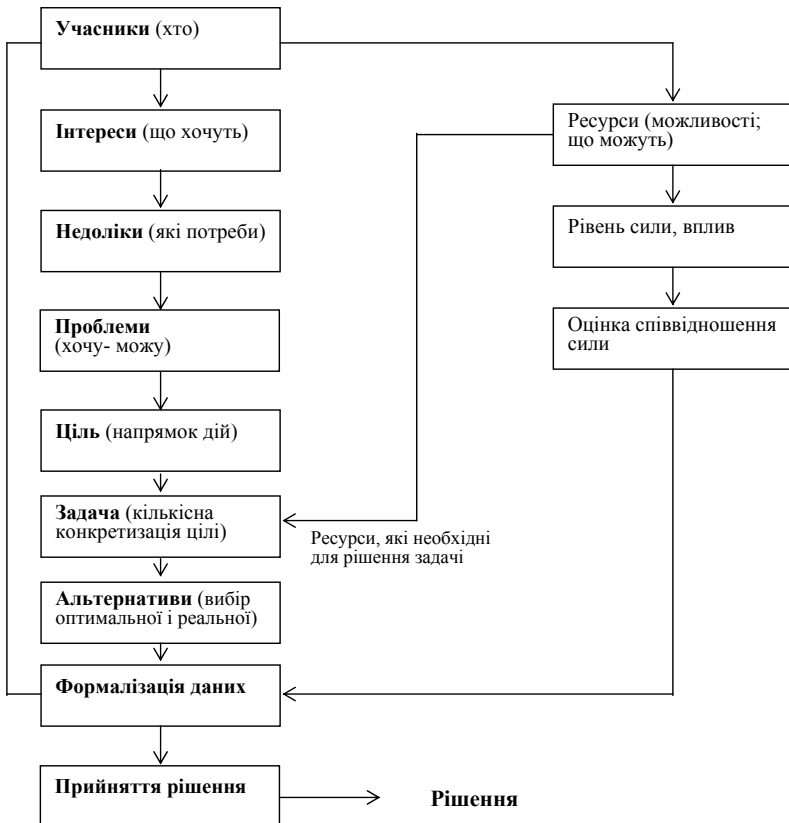 Учасники (хто)
Інтереси (що хочуть)
Недоліки (які потреби)
Проблеми
(хочу- можу)
Ціль (напрямок дій)
Задача (кількісна
конкретизація цілі)
Альтернативи (вибір
оптимальної і реальної)
Формалізація даних
Прийняття рішення
Рішення
Ресурси (можливості;
що можуть)
Рівень сили, вплив
Оцінка співвідношення
сили
Ресурси, які необхідні
для рішення задачі